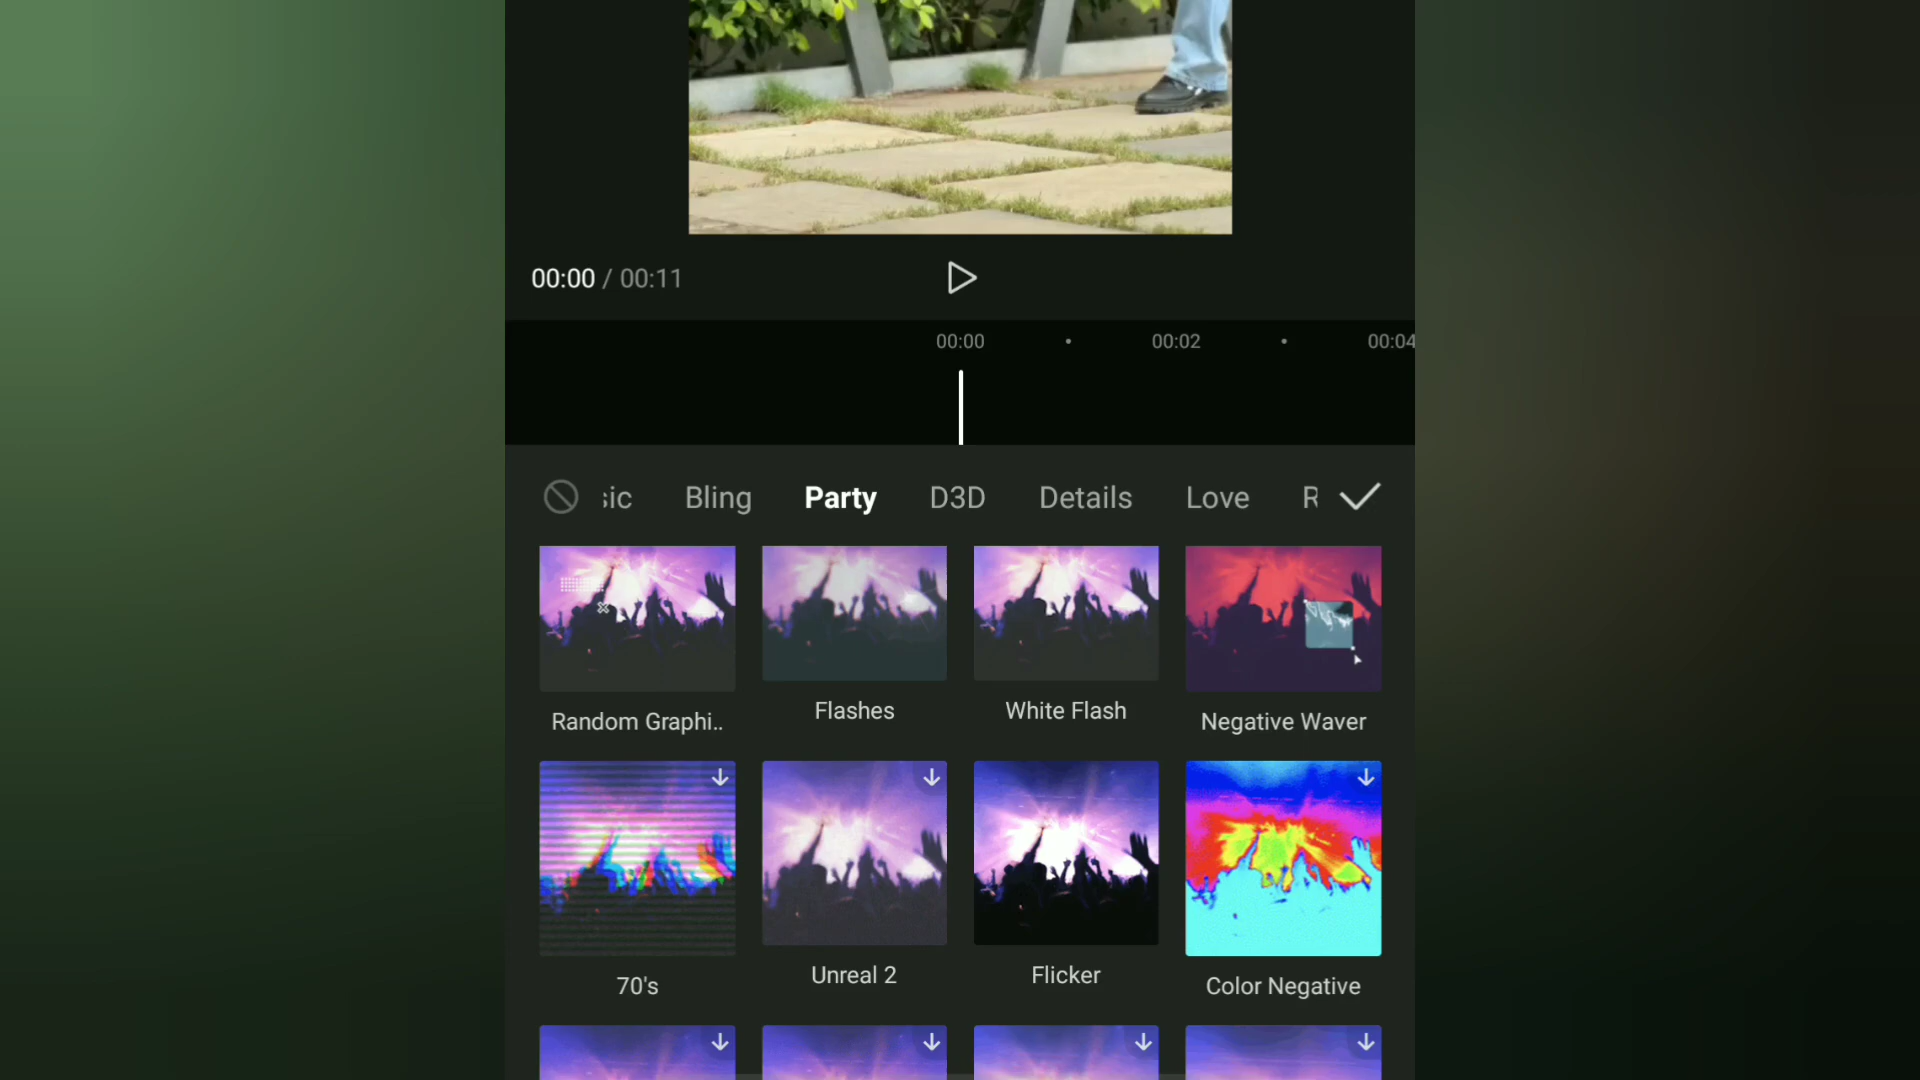 00:00 / 00:11
00:00 00:02 00:04
sic Bling Party D3D Details Love R
Random Graphi.. Flashes White Flash Negative Waver
70's Unreal 2 Flicker Color Negative